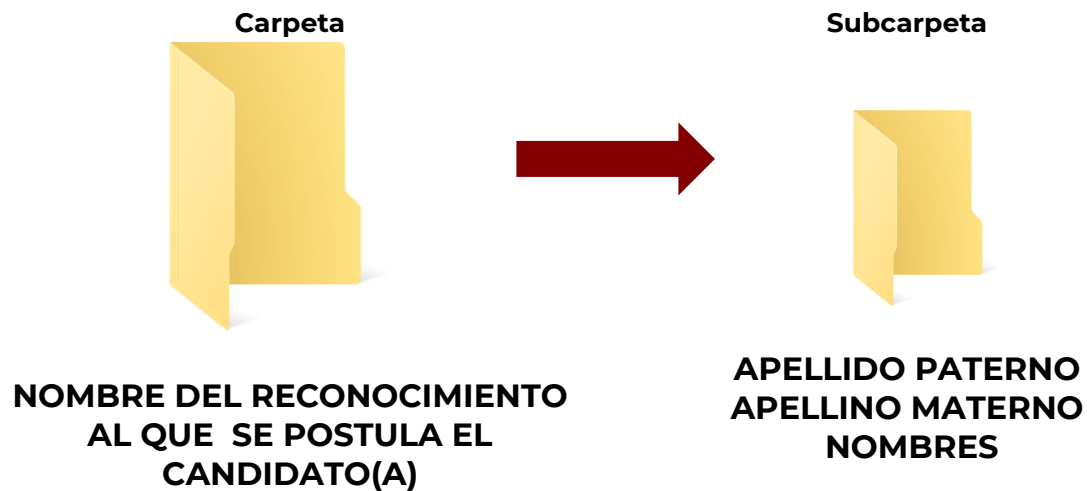 Carpeta
Subcarpeta
NOMBRE DEL RECONOCIMIENTO
AL QUE SE POSTULA EL
CANDIDATO(A)
APELLIDO PATERNO
APELLINO MATERNO
NOMBRES